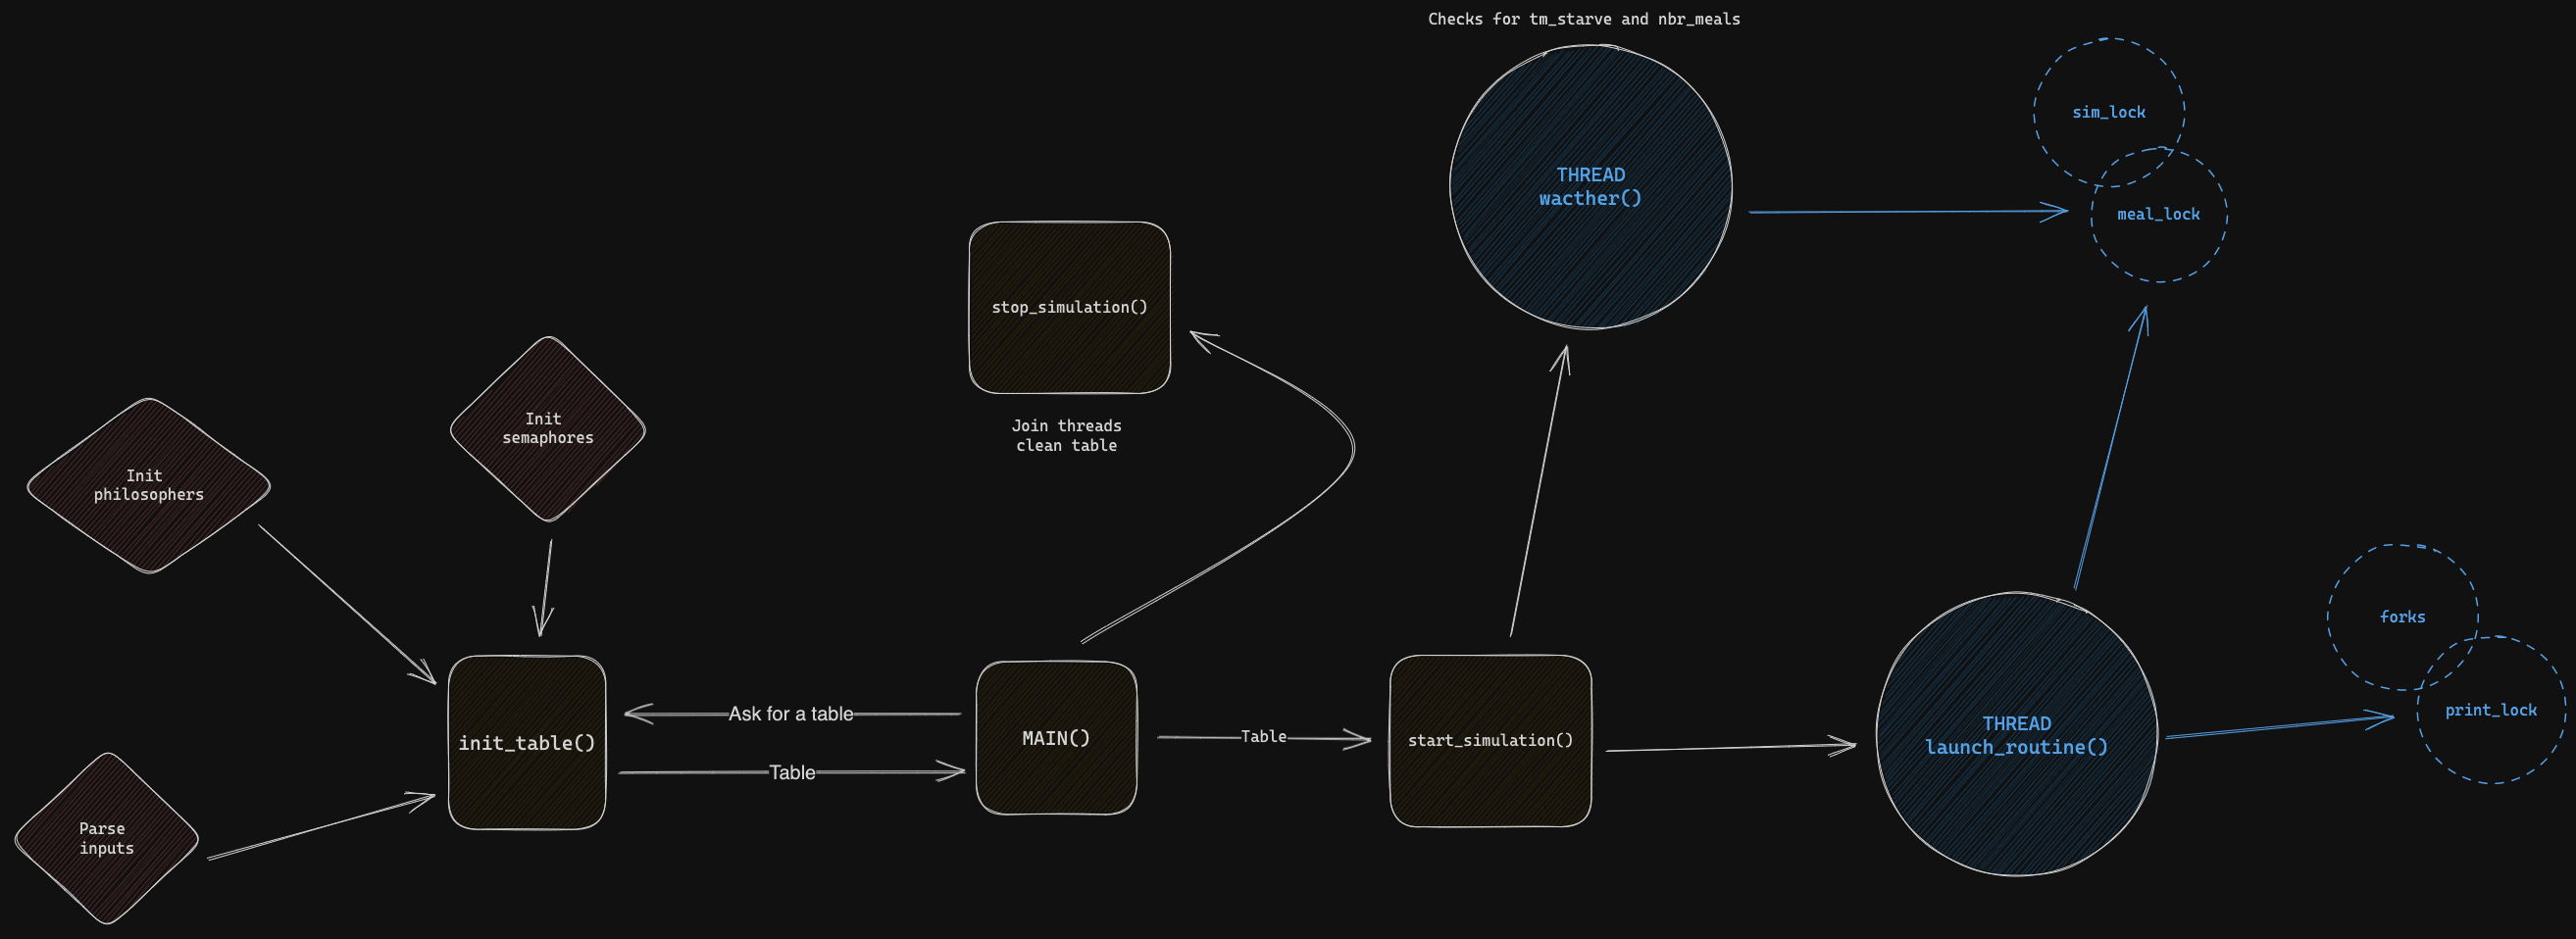 Checks for tm_starve and nbr_meals
THREAD
wacther()
sim_lock
meal_lock
stop_simulation()
Join threads
clean table
Init
semaphores
Init
philosophers
Parse
inputs
init_table()
Ask for a table
Table
MAIN()
Table
start_simulation()
THREAD
launch_routine()
forks
print_lock